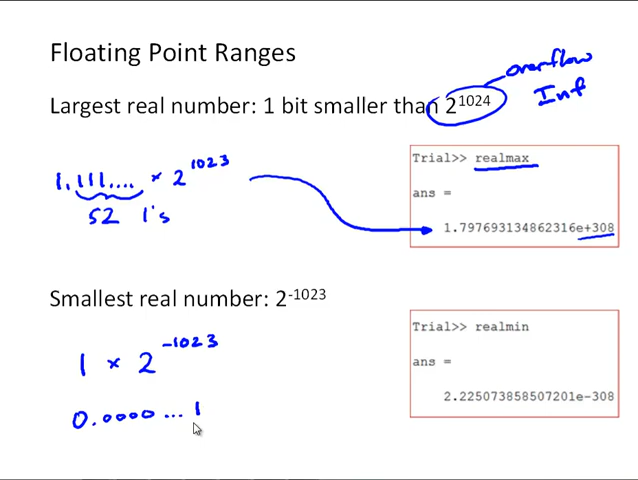 Floating Point Ranges
overflow
Largest real number: 1 bit smaller than 2^1024
Inf
1.111.... × 2^1023
52 1's
Trial>> realmax
ans =
1.797693134862316e+308
Smallest real number: 2^-1023
1 × 2^-1023
0.0000...1
Trial>> realmin
ans =
2.225073858507201e-308